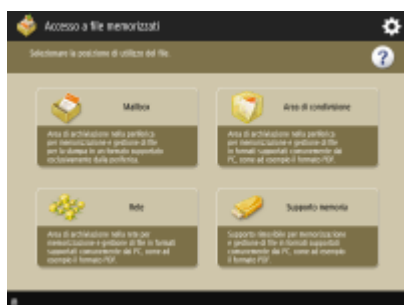 Accesso a file memorizzati
Selezionare la posizione di utilizzo del file.
?
Mailbox
Area di archiviazione nella periferica
per memorizzazione e gestione di file
per la stampa in un formato supportato
esclusivamente dalla periferica.
Area di condivisione
Area di archiviazione nella periferica
per memorizzazione e gestione di file
in formati supportati comunemente dai
PC, come ad esempio il formato PDF.
Rete
Area di archiviazione nella rete per
memorizzazione e gestione di file in formati
supportati comunemente dai PC, come ad
esempio il formato PDF.
Supporto memoria
Supporto rimovibile per memorizzazione
e gestione di file in formati supportati
comunemente dai PC, come ad esempio
il formato PDF.